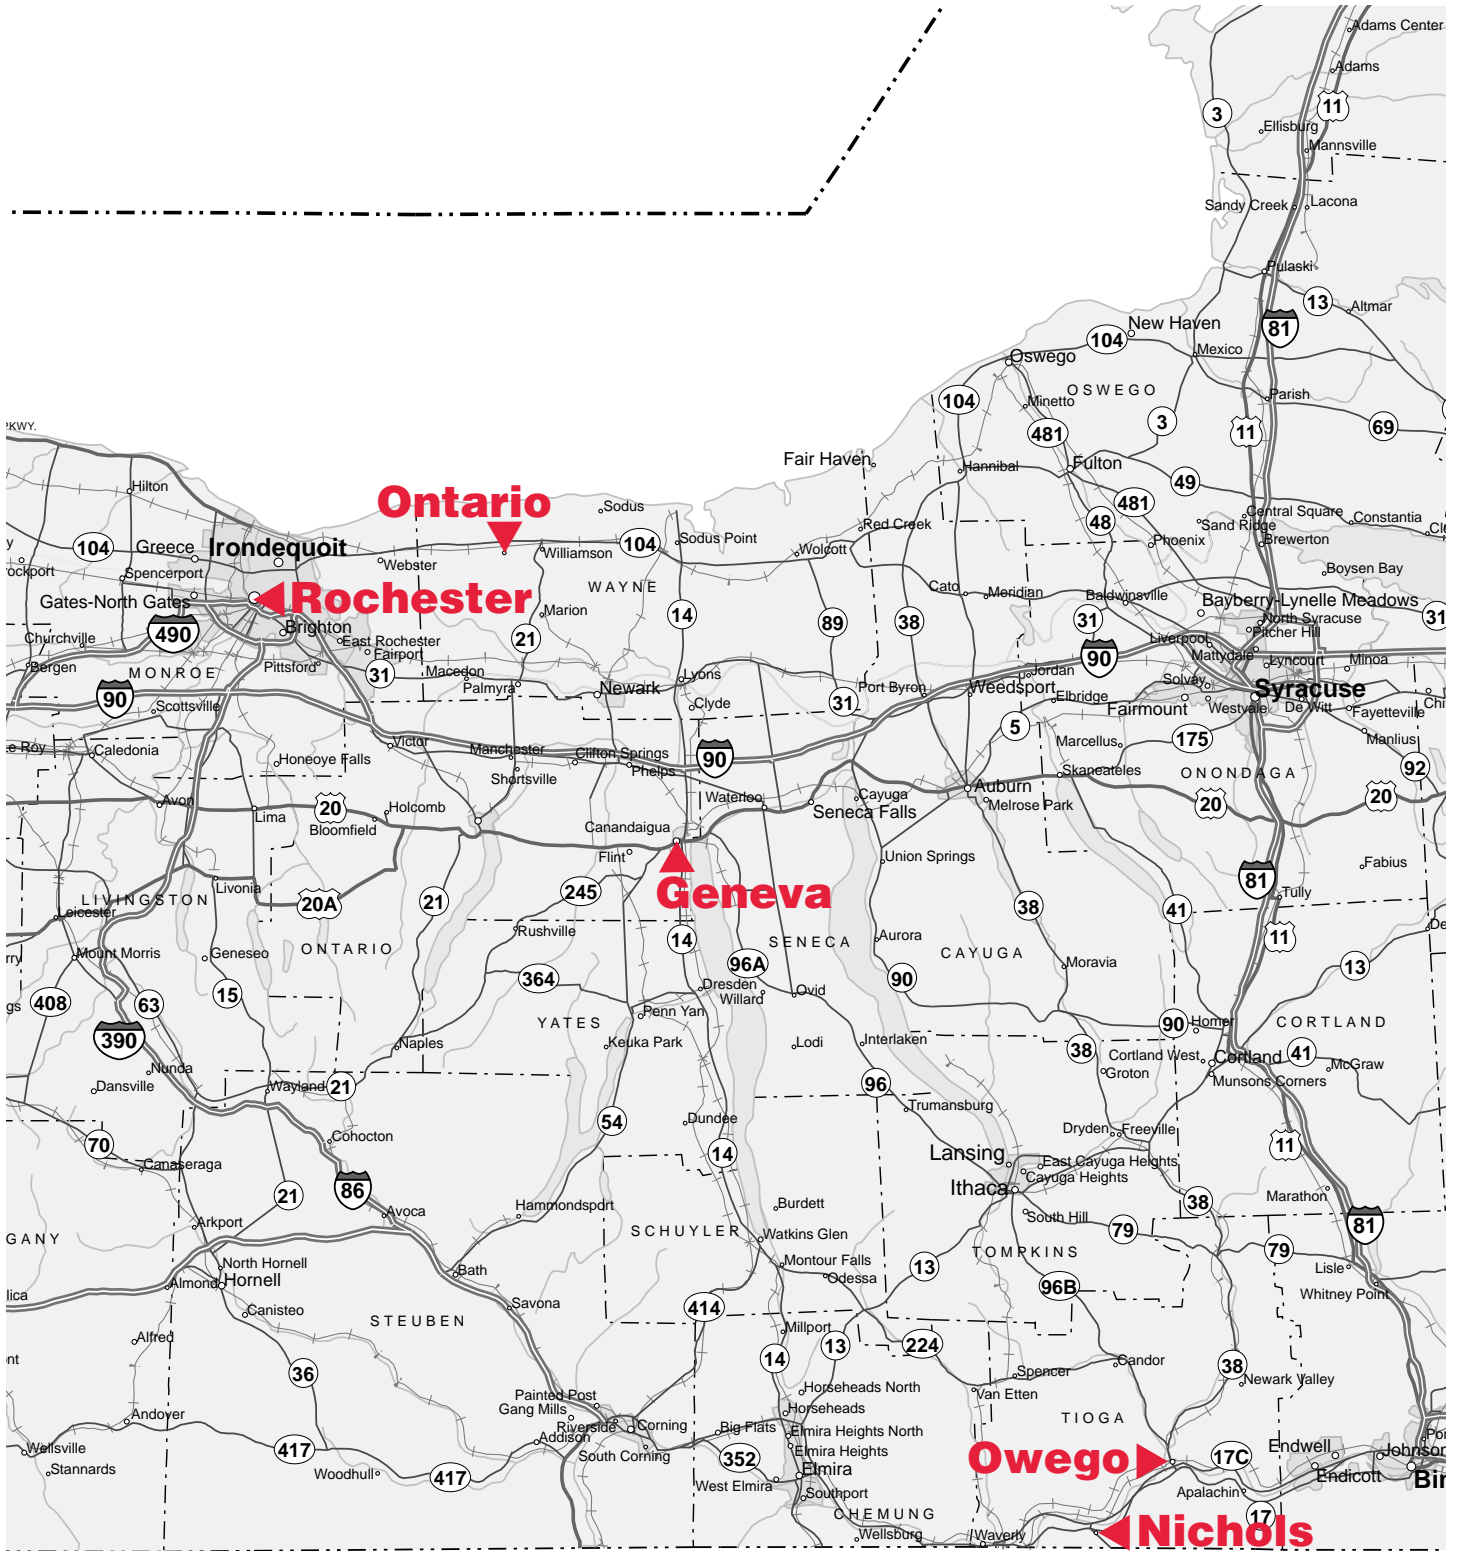 Adams Center
Adams
11
3
Ellisburg
Mannsville
Sandy Creek
Lacona
Pulaski
13
Altmar
New Haven
81
104
Mexico
Oswego
OSWEGO
Parish
104
Minetto
3
11
69
481
PKWY.
Fair Haven
Hannibal
Fulton
49
Hilton
Ontario
481
Sodus
Central Square
Constantia
48
Sand Ridge
Red Creek
104
Greece
Irondequoit
Sodus Point
104
Phoenix
Brewerton
Williamson
Wolcott
Webster
Boysen Bay
Spencerport
WAYNE
Cato
Meridian
Baldwinsville
Gates-North Gates
Rochester
Bayberry-Lynelle Meadows
Marion
14
89
38
31
North Syracuse
31
490
Brighton
Pitcher Hill
Churchville
East Rochester
21
Liverpool
Fairport
90
Mattydale
Bergen
MONROE
Pittsford
31
Macedon
Lyncourt
Minoa
Lyons
Jordan
90
Palmyra
Newark
Port Byron
Weedsport
Solvay
Syracuse
Elbridge
Scottsville
Clyde
31
Fairmount
Westvale
De Witt
Fayetteville
5
Caledonia
Victor
Manchester
Clifton Springs
90
Marcellus
175
Manlius
Honeoye Falls
Phelps
Skaneateles
ONONDAGA
92
Shortsville
Auburn
Avon
20
Holcomb
Waterloo
Cayuga
Melrose Park
20
20
Lima
Bloomfield
Seneca Falls
Canandaigua
Flint
Union Springs
Fabius
Livonia
245
Geneva
81
Tully
LIVINGSTON
20A
21
38
41
Leicester
Rushville
Aurora
11
ONTARIO
14
SENECA
CAYUGA
Mount Morris
Geneseo
96A
Moravia
13
364
90
408
63
15
Dresden
Willard
Ovid
Penn Yan
YATES
90
Homer
CORTLAND
390
Naples
Keuka Park
Lodi
Interlaken
38
Cortland West
Cortland
41
McGraw
Nunda
Groton
Munsons Corners
Dansville
Wayland
21
96
Trumansburg
54
Dundee
Dryden
Freeville
70
Cohocton
11
14
Lansing
East Cayuga Heights
Canaseraga
Cayuga Heights
86
Ithaca
21
Hammondsport
Burdett
38
Marathon
Avoca
South Hill
Arkport
SCHUYLER
Watkins Glen
79
81
TOMPKINS
79
North Hornell
Montour Falls
13
Lisle
Almond
Hornell
Bath
Odessa
96B
Whitney Point
Canisteo
Savona
414
STEUBEN
Alfred
Millport
13
224
14
Candor
38
36
Spencer
Horseheads North
Van Etten
Newark Valley
Painted Post
Gang Mills
Horseheads
Andover
Riverside
Corning
Big Flats
TIOGA
Elmira Heights North
Addison
417
Wellsville
South Corning
352
Elmira Heights
Owego
17C
Endwell
Stannards
Woodhull
417
Elmira
Endicott
West Elmira
Southport
Apalachin
CHEMUNG
17
Wellsburg
Waverly
Nichols